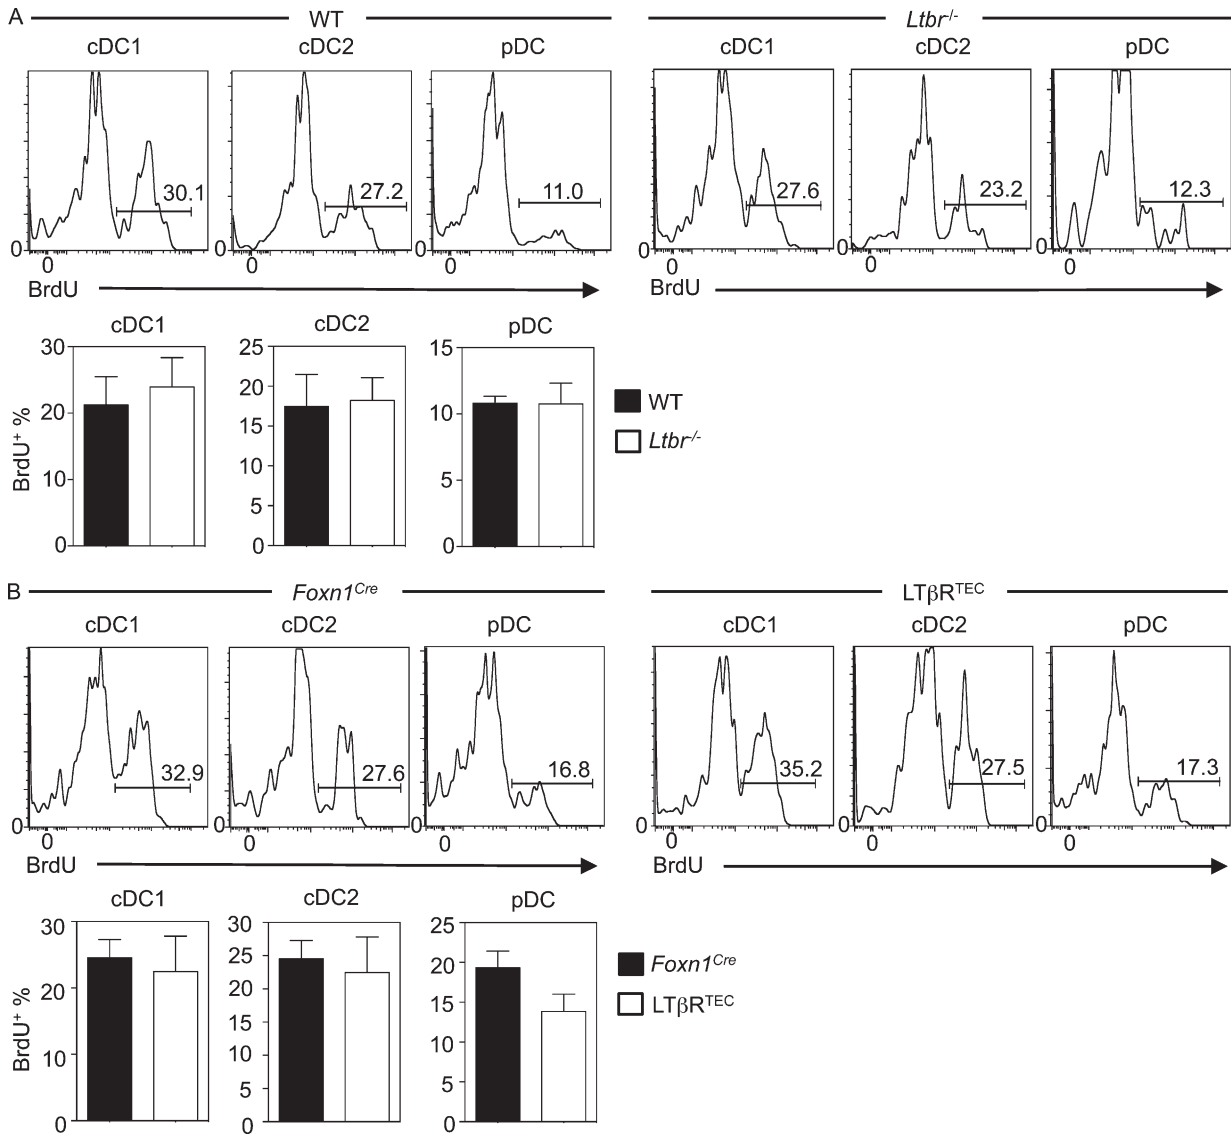 A WT Ltbr-/-
cDC1 cDC2 pDC cDC1 cDC2 pDC
30.1 27.2 11.0 27.6 23.2 12.3
0 0 0 0 0 0
0 0 0 0 0 0
BrdU BrdU
cDC1 cDC2 pDC
30 25 15
20 20 10
15
10 10 5
5
0 0 0
BrdU+ %
WT
Ltbr-/-
B Foxn1Cre LTβRTEC
cDC1 cDC2 pDC cDC1 cDC2 pDC
32.9 27.6 16.8 35.2 27.5 17.3
0 0 0 0 0 0
0 0 0 0 0 0
BrdU BrdU
cDC1 cDC2 pDC
30 30 25
25 20
20 20 15
15 10
10 10 5
5
0 0 0
BrdU+ %
Foxn1Cre
LTβRTEC